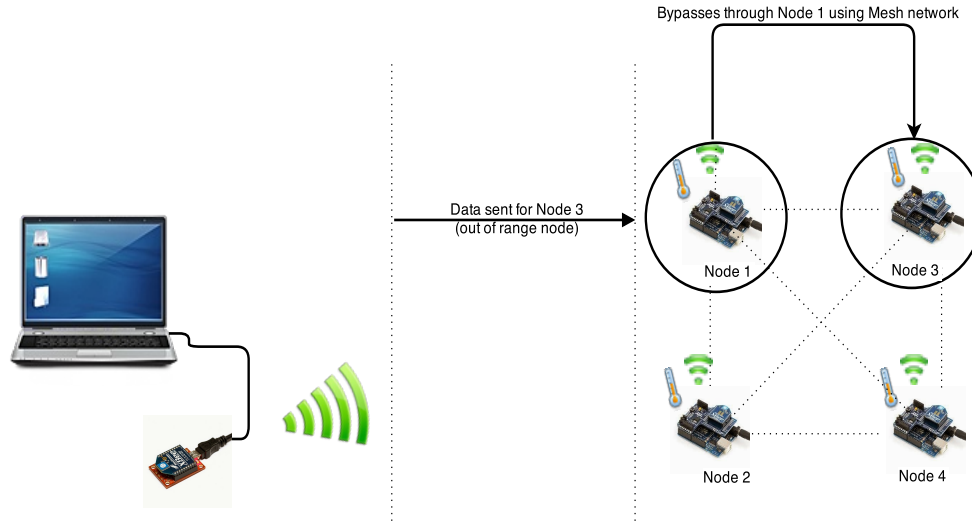 Bypasses through Node 1 using Mesh network
Data sent for Node 3
(out of range node)
Node 1
Node 3
XBee
Node 2
Node 4